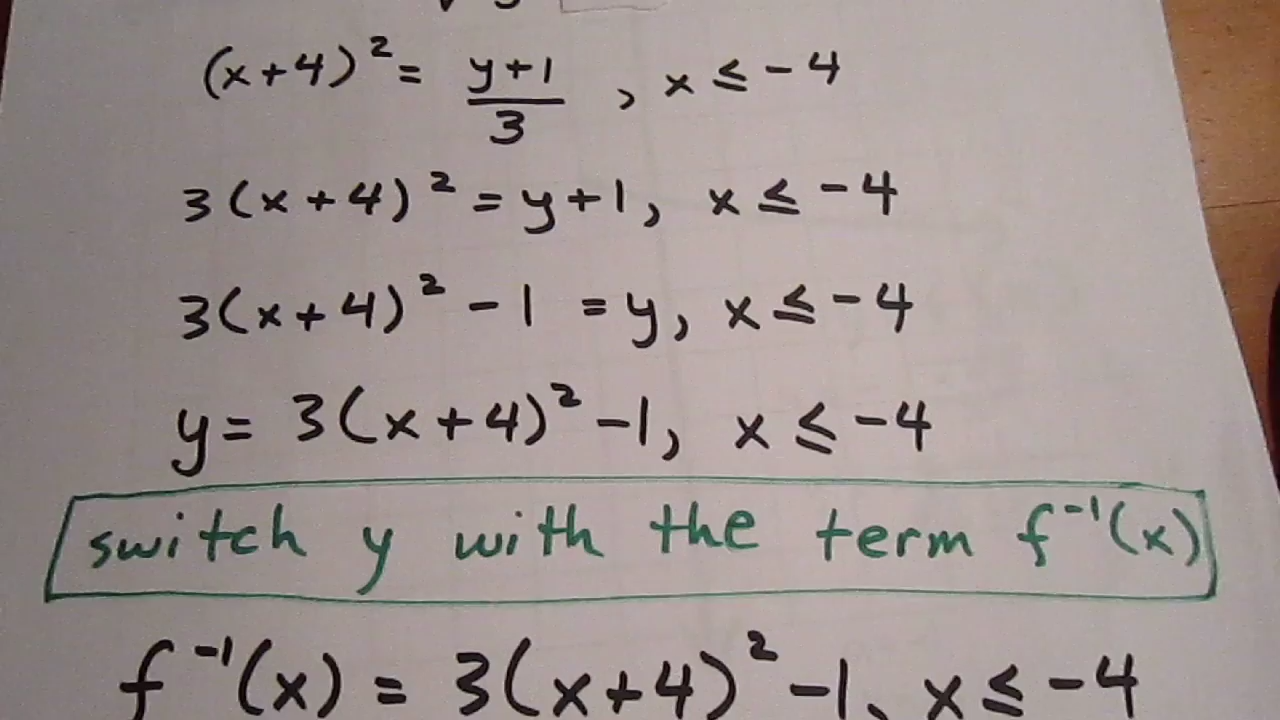 (x+4)² = y+1/3, x ≤ -4
3(x+4)² = y+1, x ≤ -4
3(x+4)² - 1 = y, x ≤ -4
y = 3(x+4)² - 1, x ≤ -4
switch y with the term f⁻¹(x)
f⁻¹(x) = 3(x+4)² - 1, x ≤ -4